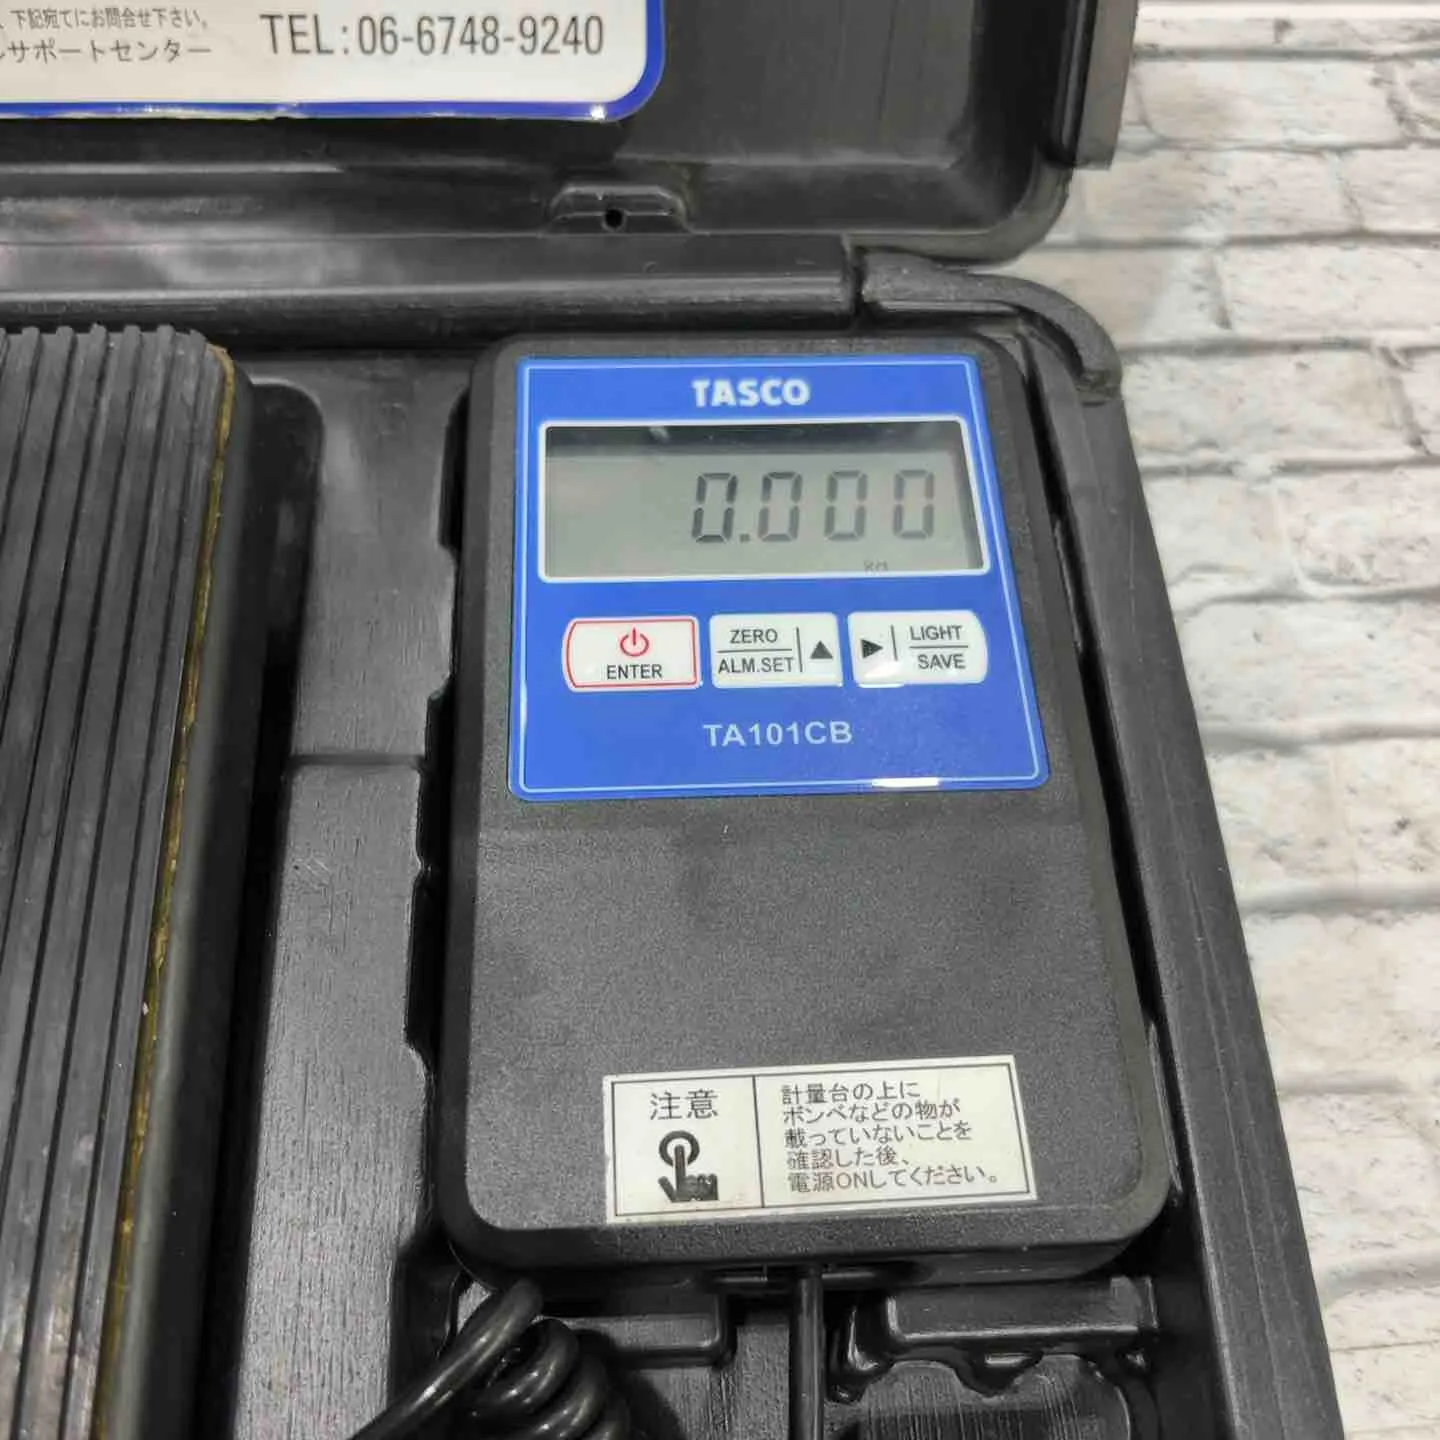 下記宛てにお問合せ下さい。
サポートセンター
TEL:06-6748-9240
TASCO
0.000
ENTER
ZERO
ALM.SET
LIGHT
SAVE
TA101CB
注意
計量台の上に
ボンベなどの物が
載っていないことを
確認した後、
電源ONしてください。